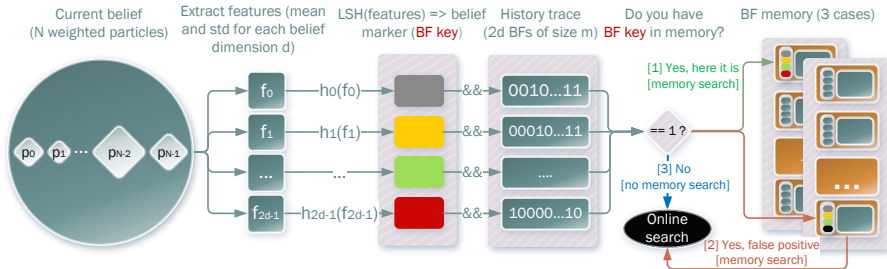 Current belief
(N weighted particles)
Extract features (mean
and std for each belief
dimension d)
LSH(features) => belief
marker (BF key)
History trace
(2d BFs of size m)
Do you have
BF key in memory?
BF memory (3 cases)
p0 p1 ... pN-2 pN-1
f0 h0(f0) && 0010...11
f1 h1(f1) && 00010...11
... ... && ....
f2d-1 h2d-1(f2d-1) && 10000...10
== 1 ?
[1] Yes, here it is
[memory search]
[3] No
[no memory search]
Online
search
[2] Yes, false positive
[memory search]
...